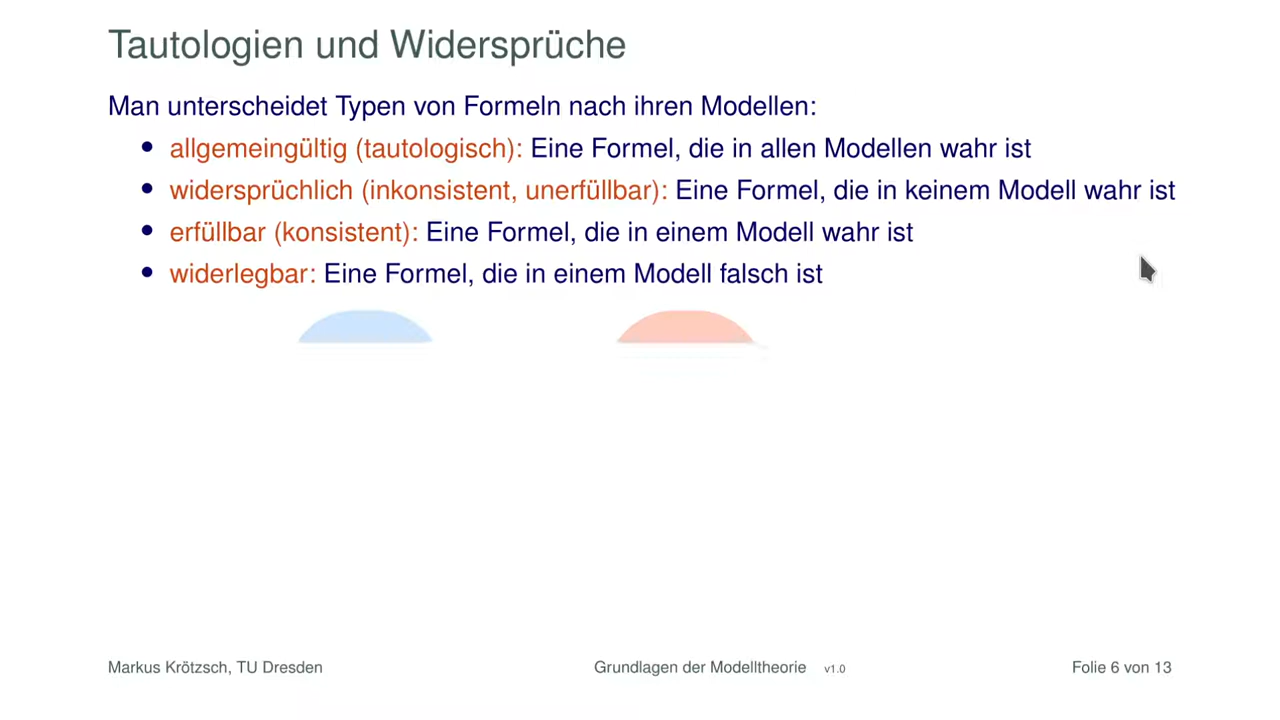 Tautologien und Widersprüche
Man unterscheidet Typen von Formeln nach ihren Modellen:
• allgemeingültig (tautologisch): Eine Formel, die in allen Modellen wahr ist
• widersprüchlich (inkonsistent, unerfüllbar): Eine Formel, die in keinem Modell wahr ist
• erfüllbar (konsistent): Eine Formel, die in einem Modell wahr ist
• widerlegbar: Eine Formel, die in einem Modell falsch ist
Markus Krötzsch, TU Dresden Grundlagen der Modelltheorie v1.0 Folie 6 von 13